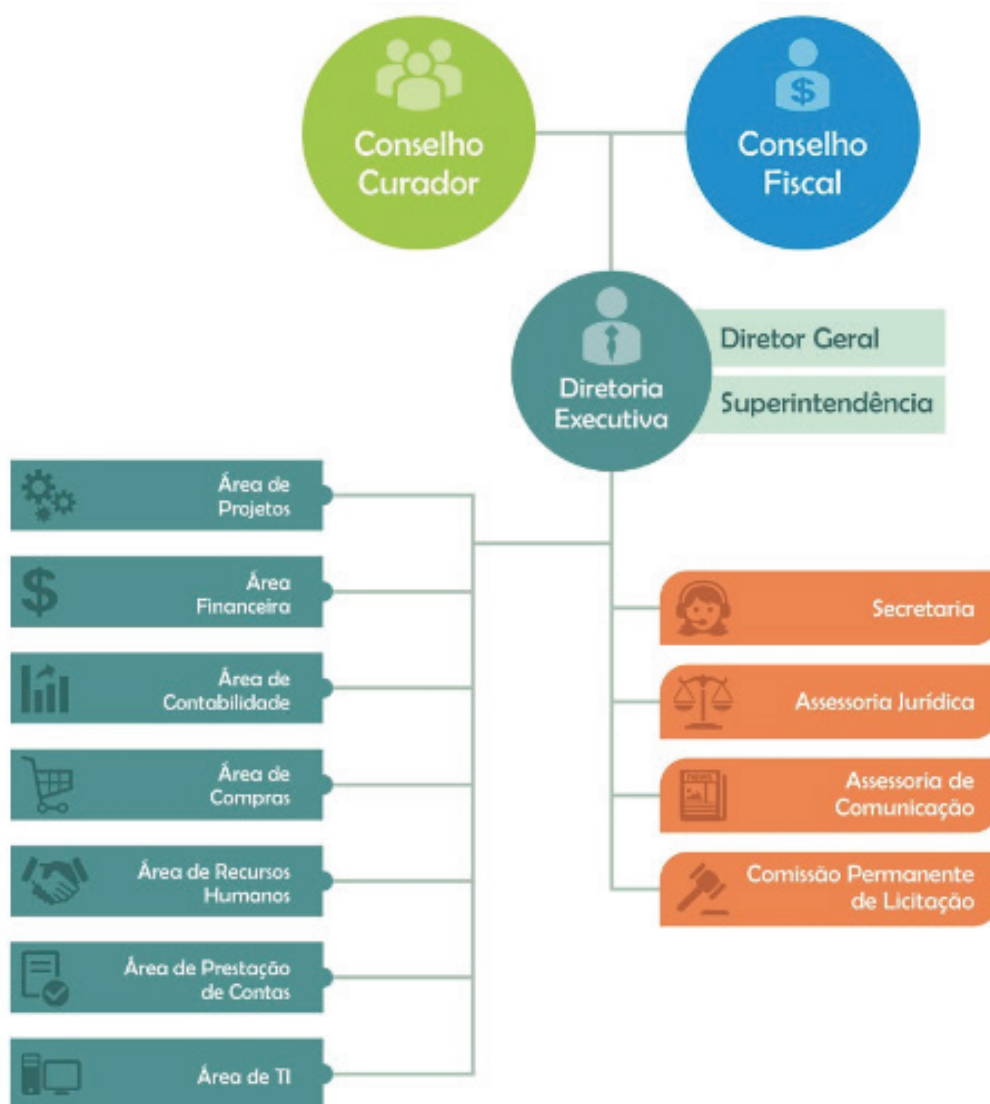 Conselho
Curador
Conselho
Fiscal
Diretoria
Executiva
Diretor Geral
Superintendência
Área de
Projetos
Área
Financeira
Área de
Contabilidade
Área de
Compras
Área de Recursos
Humanos
Área de Prestação
de Contas
Área de TI
Secretaria
Assessoria Jurídica
NEWS
Assessoria de
Comunicação
Comissão Permanente
de Licitação